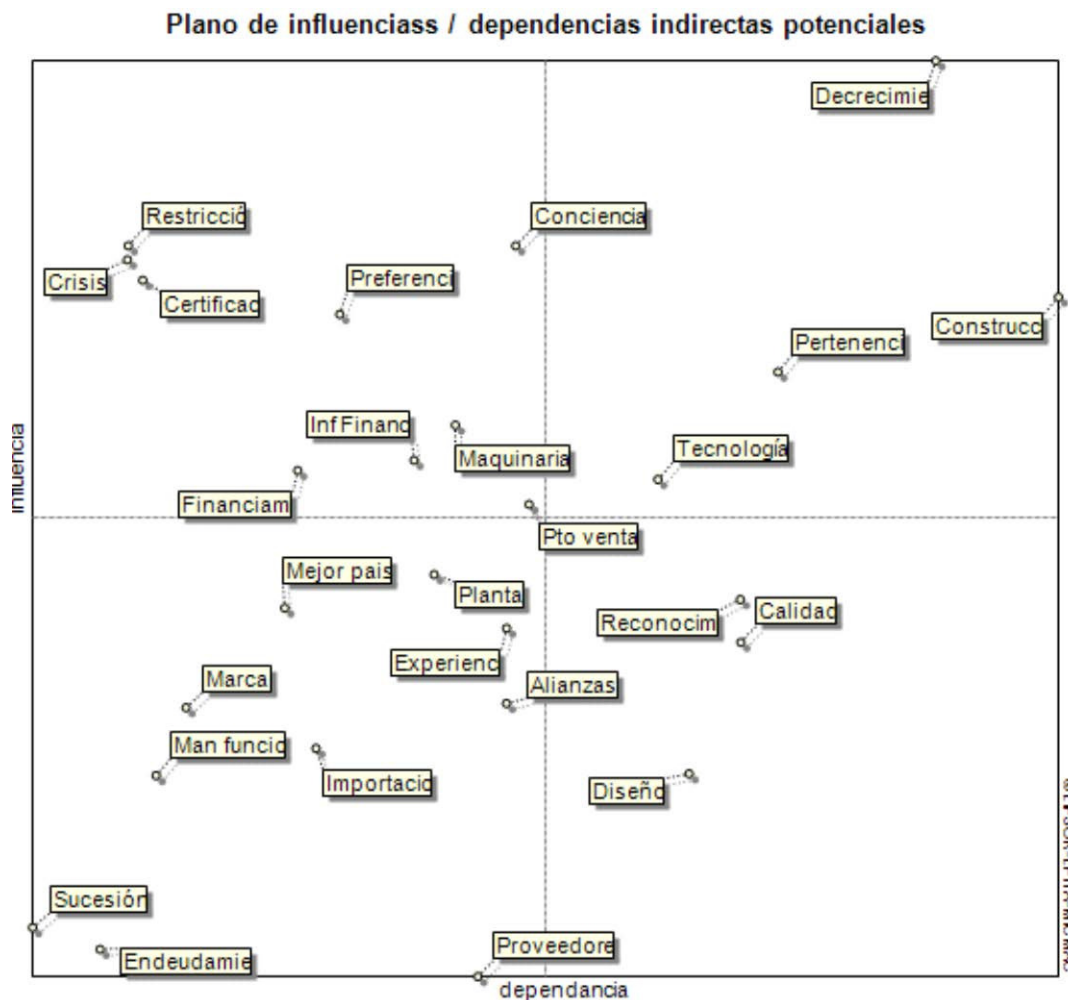 Plano de influenciass / dependencias indirectas potenciales
Decrecimie
Restricció
Conciencia
Crisis
Preferenci
Certificac
Construcc
Pertenenci
Inf Financ
Maquinaria
Tecnología
influencia
Financiam
Pto venta
Mejor pais
Planta
Reconocim
Calidad
Experienc
Alianzas
Marca
Man funcio
Importacio
Diseño
Sucesión
Proveedore
Endeudamie
dependancia